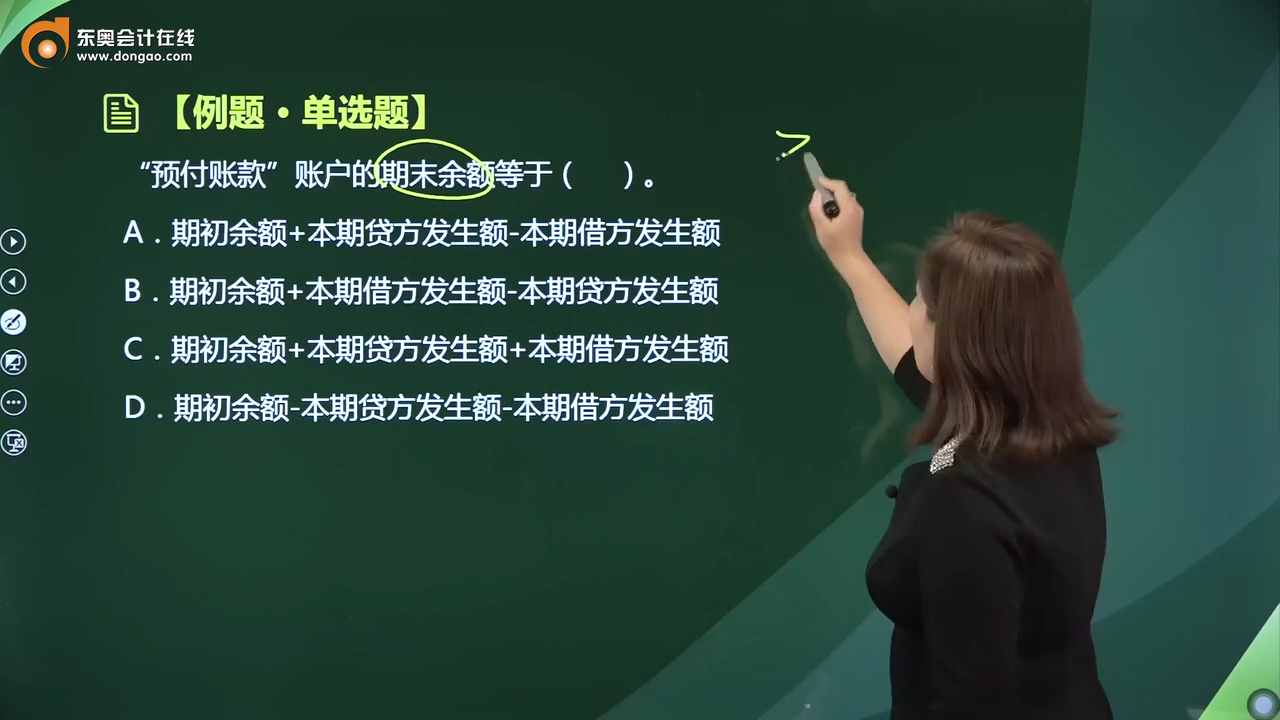 东奥会计在线
www.dongao.com
【例题·单选题】
“预付账款”账户的期末余额等于（  ）。
A．期初余额+本期贷方发生额-本期借方发生额
B．期初余额+本期借方发生额-本期贷方发生额
C．期初余额+本期贷方发生额+本期借方发生额
D．期初余额-本期贷方发生额-本期借方发生额